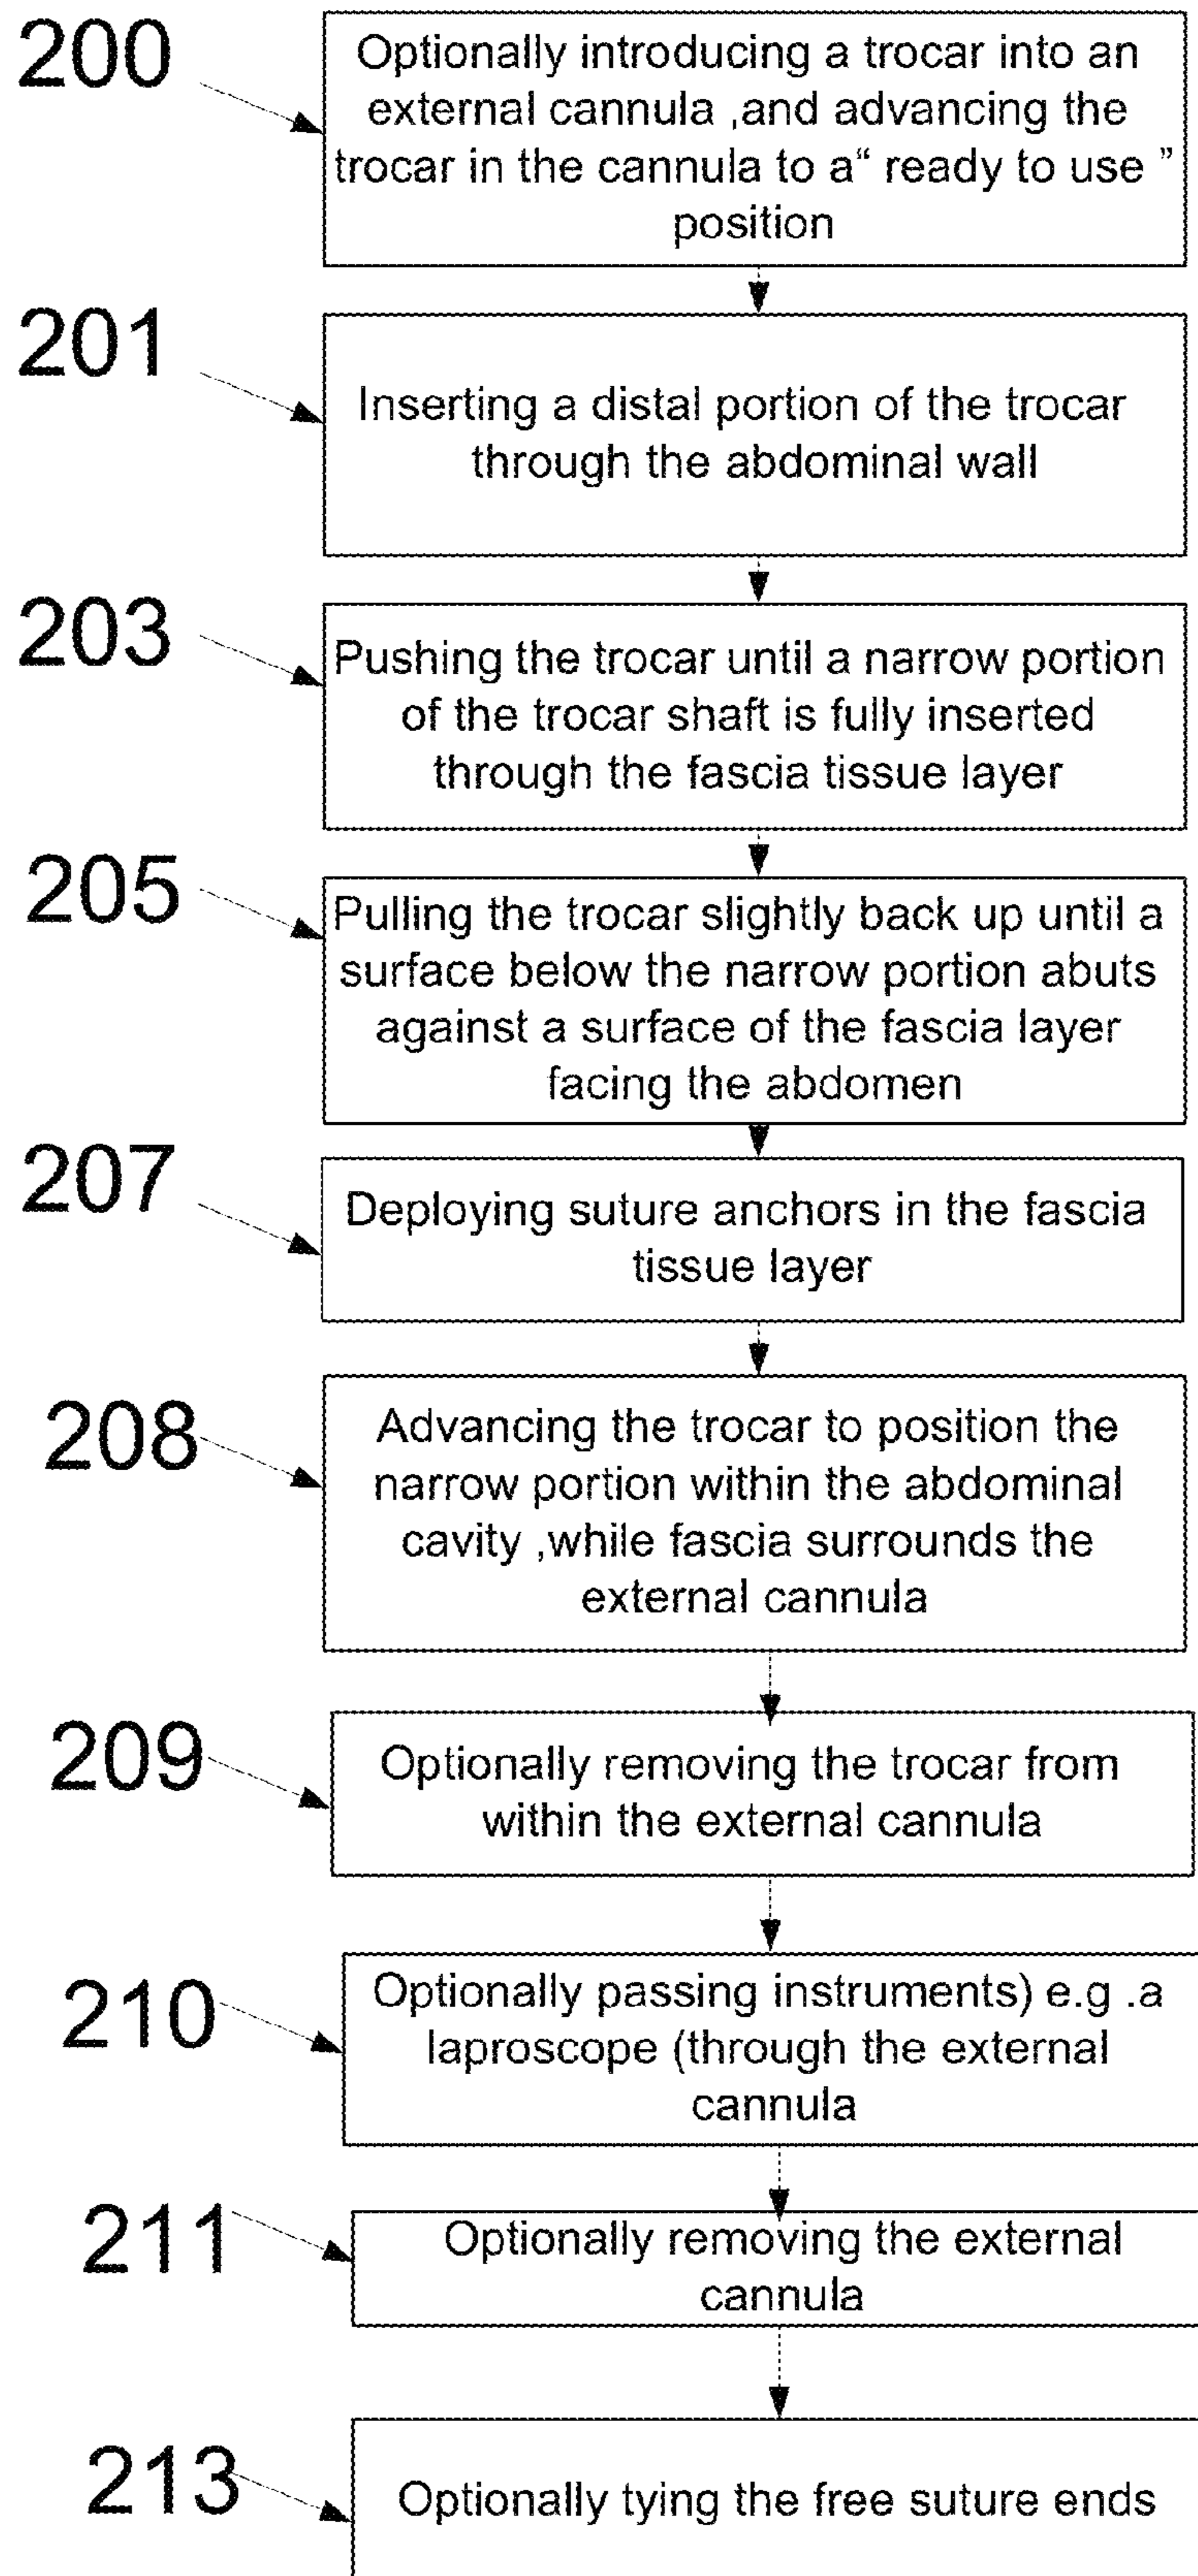 200
Optionally introducing a trocar into an
external cannula ,and advancing the
trocar in the cannula to a“ ready to use ”
position
201
Inserting a distal portion of the trocar
through the abdominal wall
203
Pushing the trocar until a narrow portion
of the trocar shaft is fully inserted
through the fascia tissue layer
205
Pulling the trocar slightly back up until a
surface below the narrow portion abuts
against a surface of the fascia layer
facing the abdomen
207
Deploying suture anchors in the fascia
tissue layer
208
Advancing the trocar to position the
narrow portion within the abdominal
cavity ,while fascia surrounds the
external cannula
209
Optionally removing the trocar from
within the external cannula
210
Optionally passing instruments) e.g .a
laproscope (through the external
cannula
211
Optionally removing the external
cannula
213
Optionally tying the free suture ends